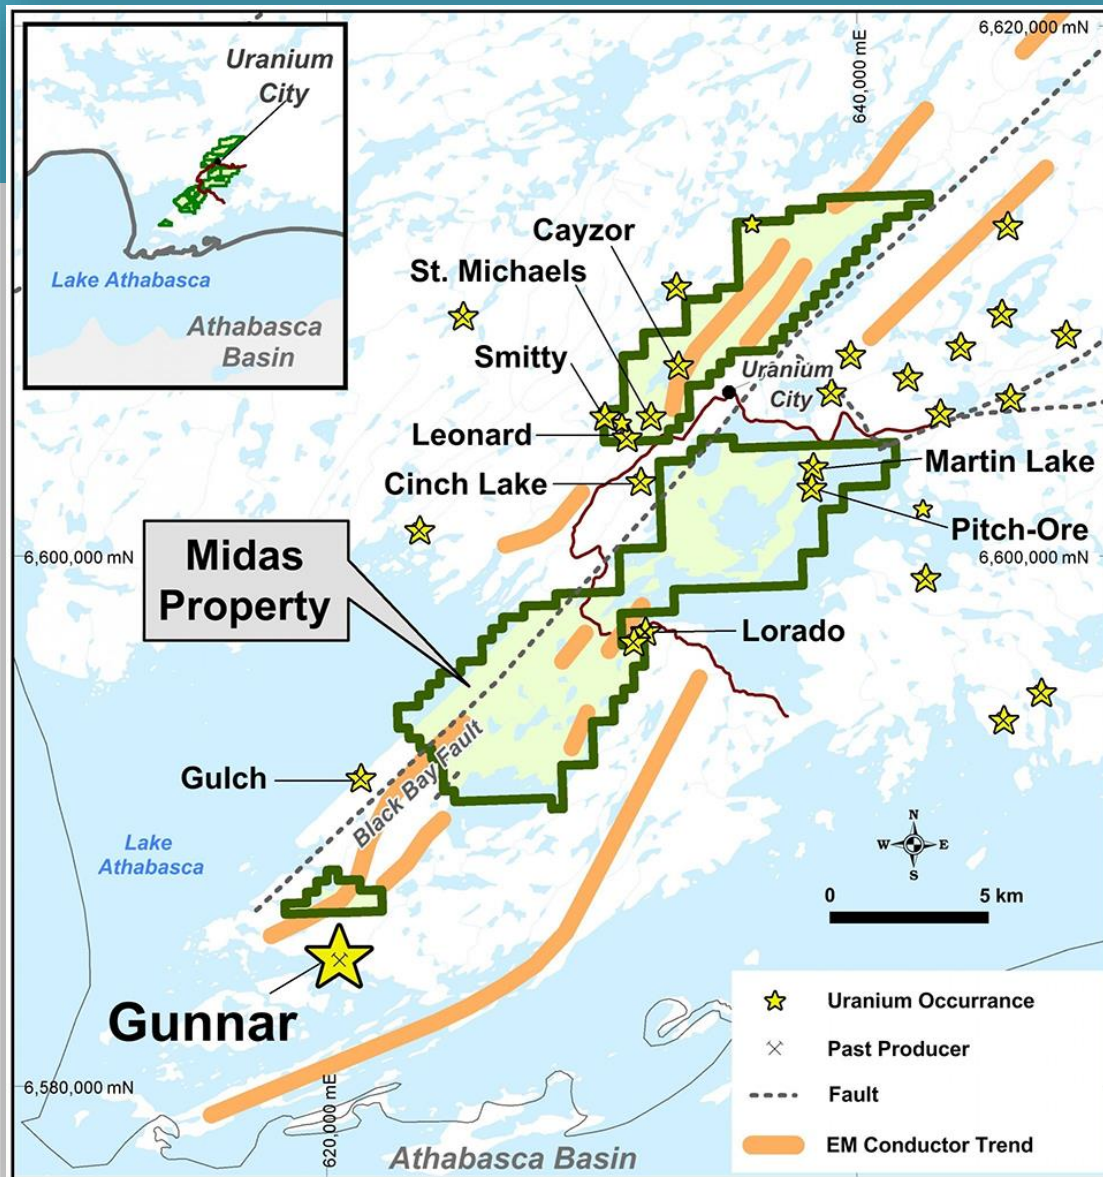 Uranium
City
Lake Athabasca
Athabasca
Basin
6,620,000 mN
640,000 mE
Cayzor
St. Michaels
Smitty
Uranium
City
Leonard
Cinch Lake
Martin Lake
Pitch-Ore
6,600,000 mN
6,600,000 mN
Midas
Property
Lorado
Gulch
Black Bay Fault
Lake
Athabasca
N
W
E
S
0
5 km
Gunnar
6,580,000 mN
620,000 mE
Athabasca Basin
Uranium Occurrance
Past Producer
Fault
EM Conductor Trend